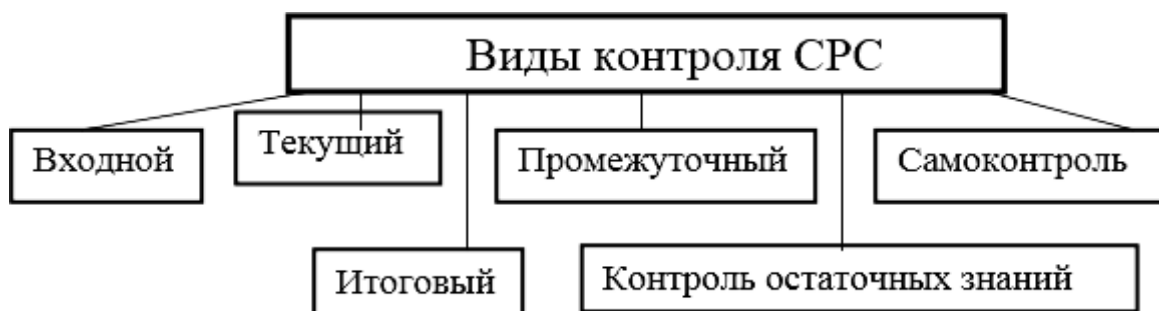 Виды контроля СРС
Входной
Текущий
Промежуточный
Самоконтроль
Итоговый
Контроль остаточных знаний